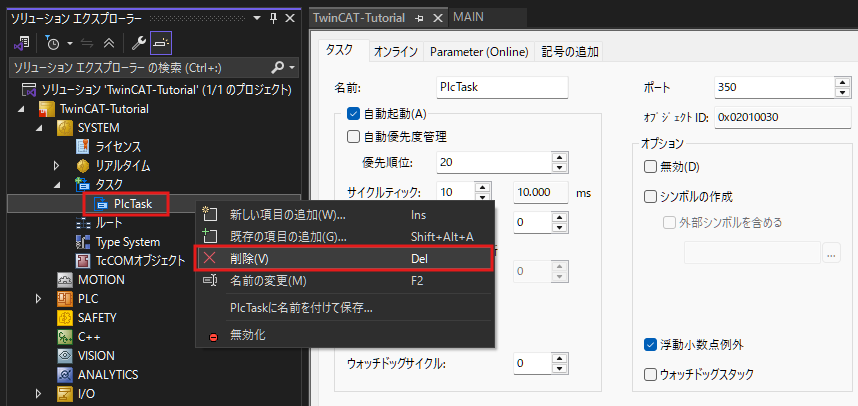 ソリューション エクスプローラー
ソリューション エクスプローラー の検索 (Ctrl+:)
ソリューション 'TwinCAT-Tutorial' (1/1 のプロジェクト)
TwinCAT-Tutorial
SYSTEM
ライセンス
リアルタイム
タスク
PlcTask
ルート
Type System
TcCOMオブジェクト
MOTION
PLC
SAFETY
C++
VISION
ANALYTICS
I/O
新しい項目の追加(W)... Ins
既存の項目の追加(G)... Shift+Alt+A
削除(V) Del
名前の変更(M) F2
PlcTaskに名前を付けて保存...
無効化
TwinCAT-Tutorial MAIN
タスク オンライン Parameter (Online) 記号の追加
名前: PlcTask
自動起動(A)
自動優先度管理
優先順位: 20
サイクルティック: 10 10.000 ms
0
0
ウォッチドッグサイクル: 0
ポート 350
オブジェクト ID: 0x02010030
オプション
無効(D)
シンボルの作成
外部シンボルを含める
...
浮動小数点例外
ウォッチドッグスタック